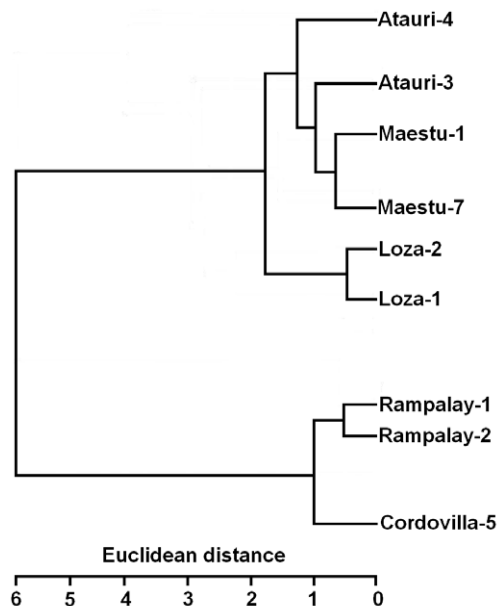 Atauri-4
Atauri-3
Maestu-1
Maestu-7
Loza-2
Loza-1
Rampalay-1
Rampalay-2
Cordovilla-5
Euclidean distance
6 5 4 3 2 1 0